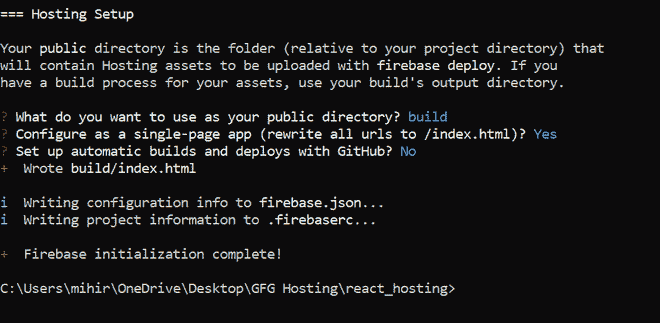 === Hosting Setup
Your public directory is the folder (relative to your project directory) that
will contain Hosting assets to be uploaded with firebase deploy. If you
have a build process for your assets, use your build's output directory.
? What do you want to use as your public directory? build
? Configure as a single-page app (rewrite all urls to /index.html)? Yes
? Set up automatic builds and deploys with GitHub? No
+  Wrote build/index.html
i  Writing configuration info to firebase.json...
i  Writing project information to .firebaserc...
+  Firebase initialization complete!
C:\Users\mihir\OneDrive\Desktop\GFG Hosting\react_hosting>